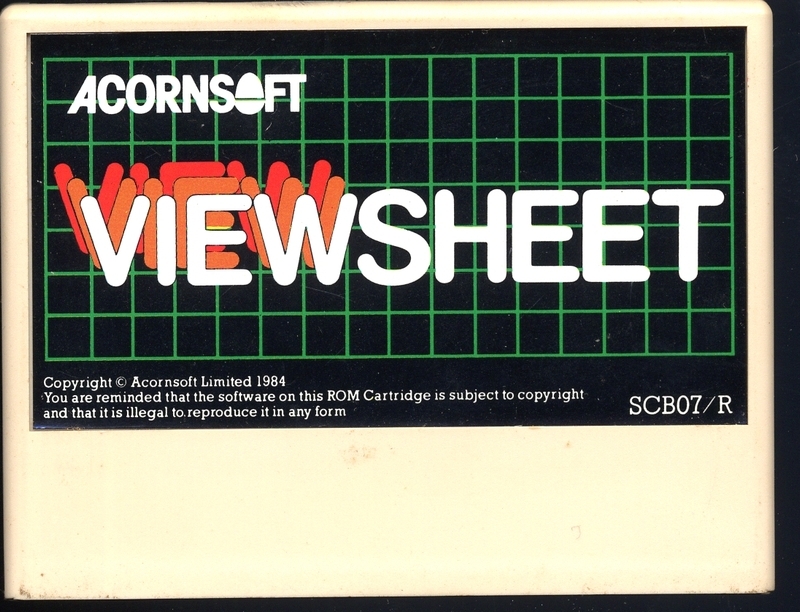 ACORNSOFT
VIEWSHEET
Copyright © Acornsoft Limited 1984
You are reminded that the software on this ROM Cartridge is subject to copyright
and that it is illegal to reproduce it in any form
SCB07/R